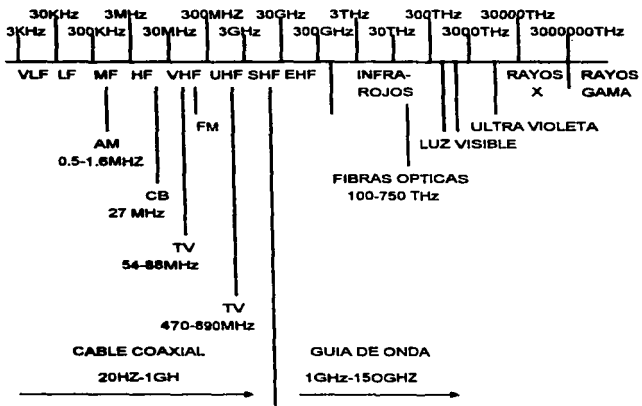 30KHz 3MHz 300MHZ 30GHz 3THz 300THz 30000THz
3KHz 300KHz 30MHz 3GHz 300GHz 30THz 3000THz 3000000THz
VLF LF MF HF VHF UHF SHF EHF INFRA- RAYOS RAYOS
ROJOS X GAMA
FM ULTRA VIOLETA
AM LUZ VISIBLE
0.5-1.6MHZ
FIBRAS OPTICAS
CB 100-750 THz
27 MHz
TV
54-88MHz
TV
470-890MHz
CABLE COAXIAL GUIA DE ONDA
20HZ-1GH 1GHz-150GHZ